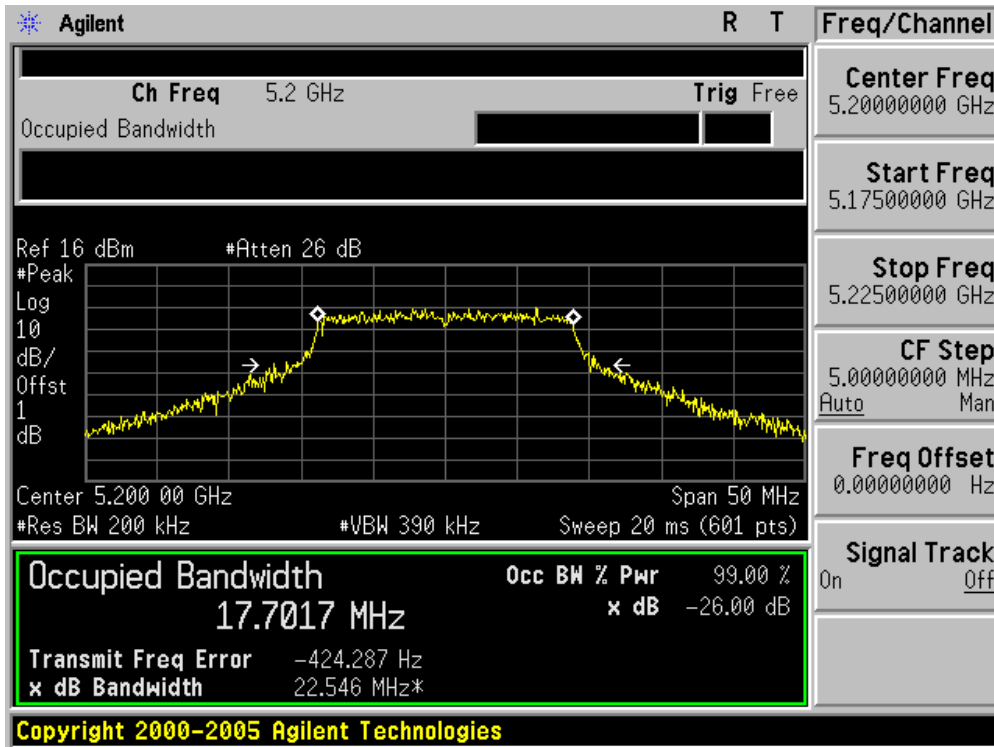 Agilent R T
Ch Freq 5.2 GHz Trig Free
Occupied Bandwidth
Ref 16 dBm #Atten 26 dB
#Peak
Log
10
dB/
Offst
1
dB
Center 5.200 00 GHz Span 50 MHz
#Res BW 200 kHz #VBW 390 kHz Sweep 20 ms (601 pts)
Occupied Bandwidth Occ BW % Pwr 99.00 %
17.7017 MHz x dB -26.00 dB
Transmit Freq Error -424.287 Hz
x dB Bandwidth 22.546 MHz*
Copyright 2000-2005 Agilent Technologies
Freq/Channel
Center Freq
5.20000000 GHz
Start Freq
5.17500000 GHz
Stop Freq
5.22500000 GHz
CF Step
5.00000000 MHz
Auto Man
Freq Offset
0.00000000 Hz
Signal Track
On Off